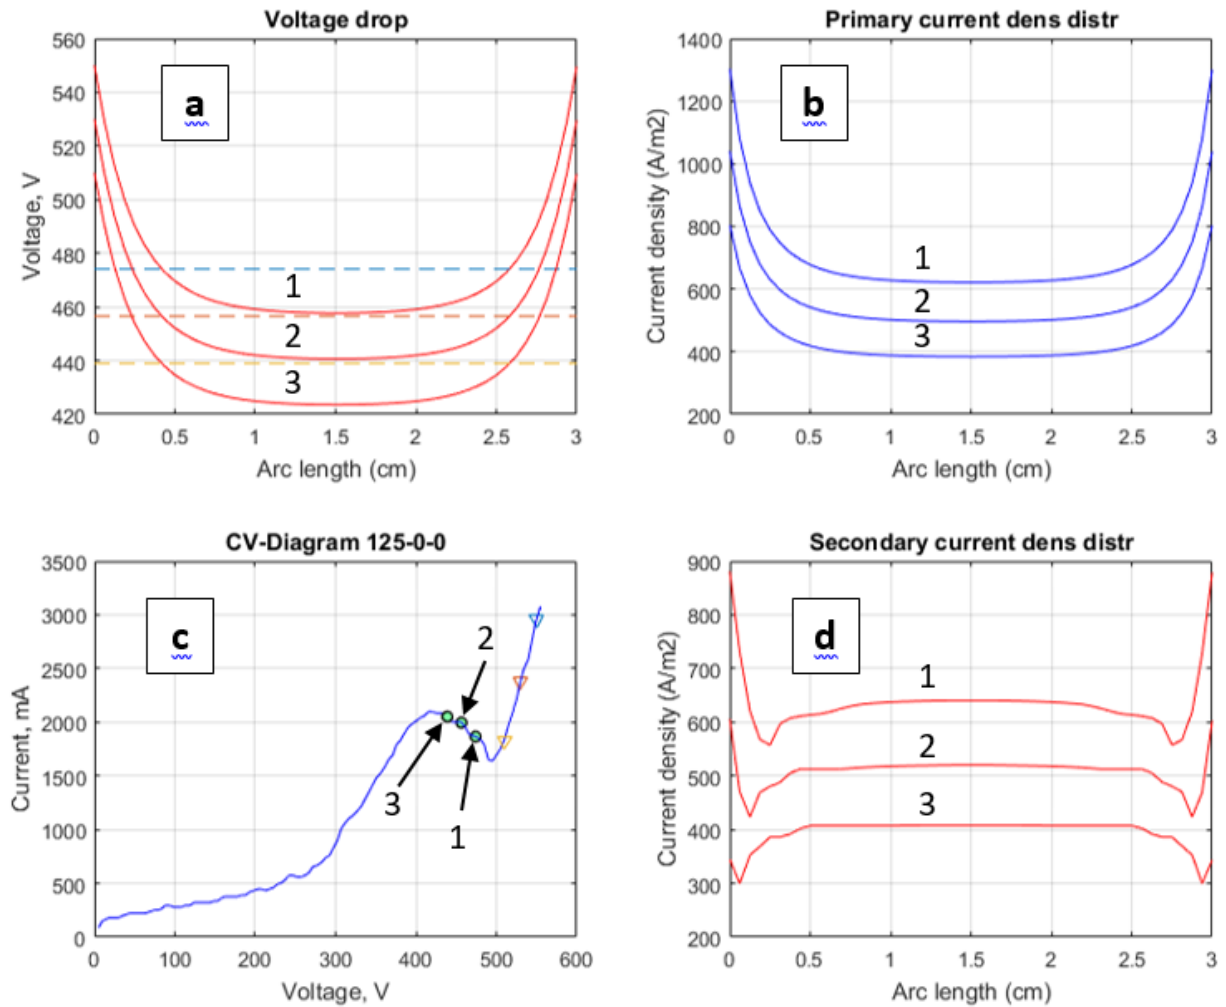 Voltage drop
560
540
520
500
480
460
440
420
Voltage, V
a
1
2
3
0 0.5 1 1.5 2 2.5 3
Arc length (cm)
Primary current dens distr
1400
1200
1000
800
600
400
200
Current density (A/m2)
b
1
2
3
0 0.5 1 1.5 2 2.5 3
Arc length (cm)
CV-Diagram 125-0-0
3500
3000
2500
2000
1500
1000
500
0
Current, mA
c
2
3
1
0 100 200 300 400 500 600
Voltage, V
Secondary current dens distr
900
800
700
600
500
400
300
200
Current density (A/m2)
d
1
2
3
0 0.5 1 1.5 2 2.5 3
Arc length (cm)